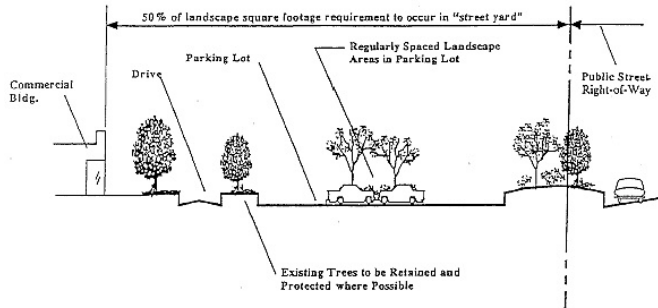 50% of landscape square footage requirement to occur in "street yard"
Regularly Spaced Landscape
Areas in Parking Lot
Parking Lot
Drive
Public Street
Right-of-Way
Commercial
Bldg.
Existing Trees to be Retained and
Protected where Possible